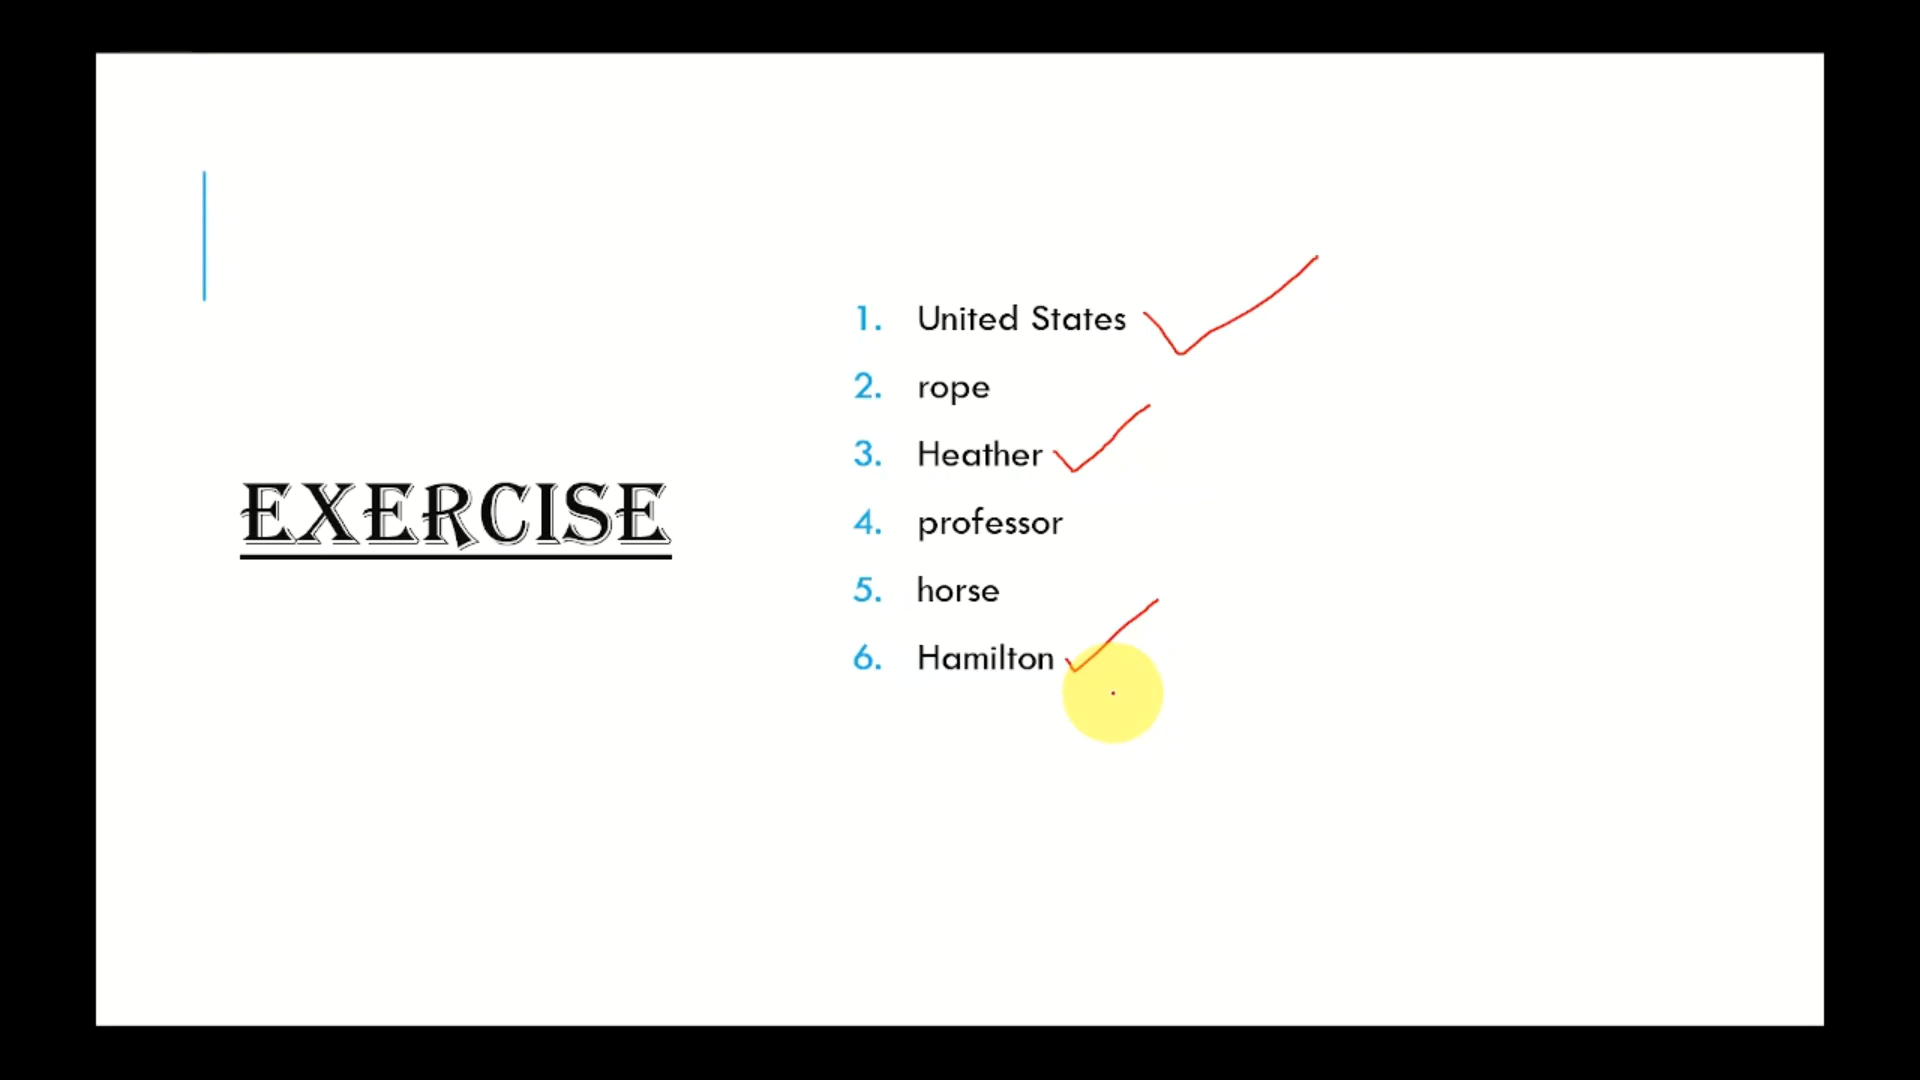 EXERCISE
1. United States
2. rope
3. Heather
4. professor
5. horse
6. Hamilton